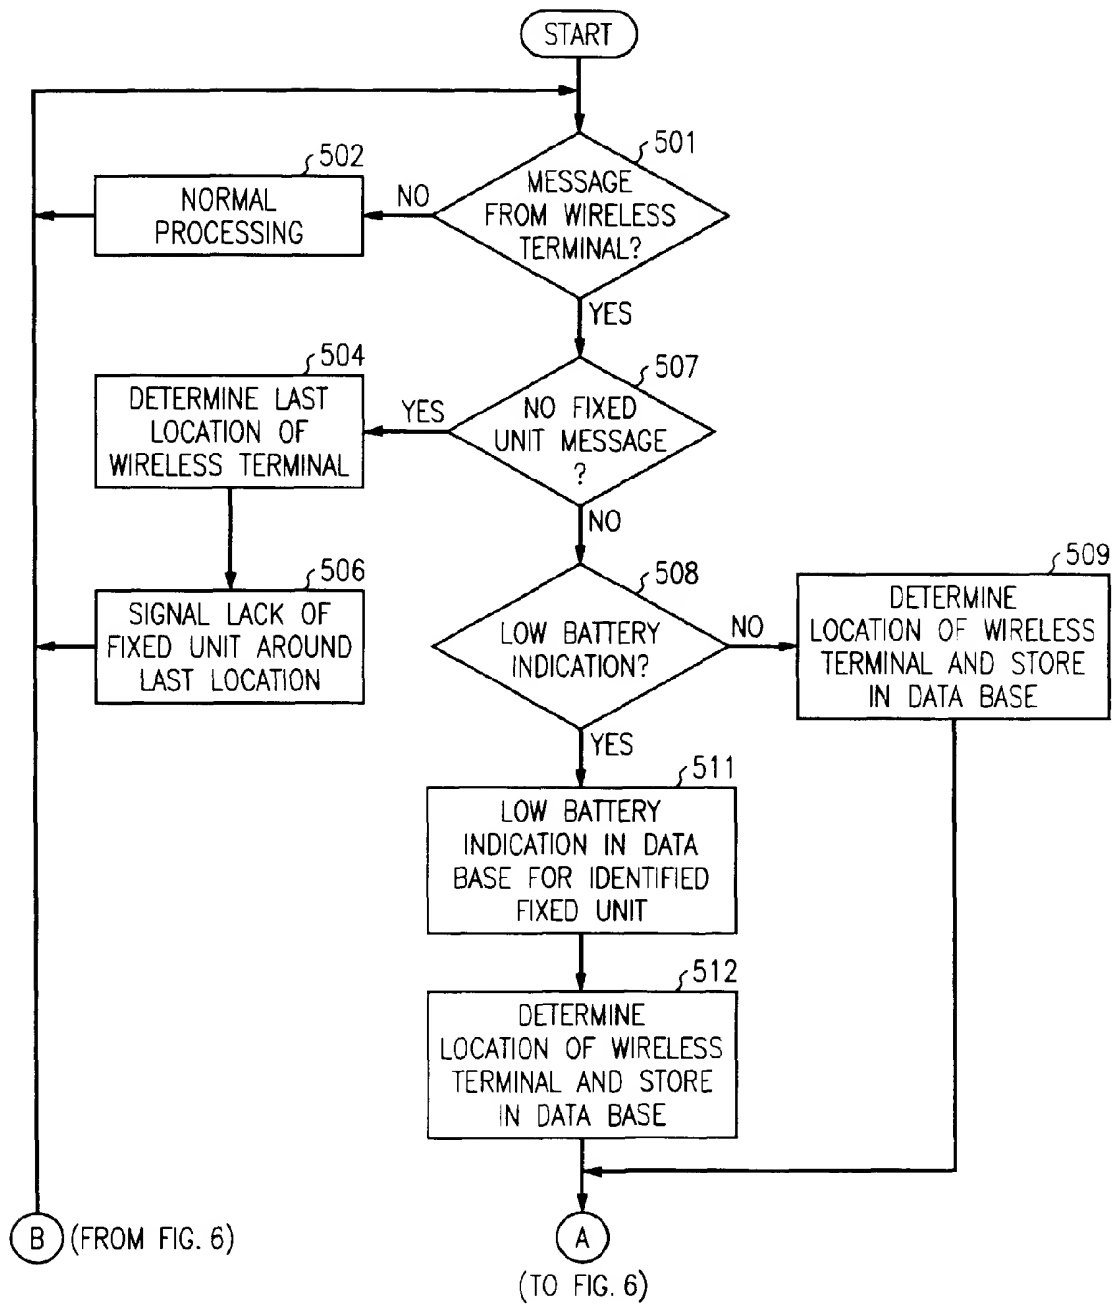 START
501
MESSAGE
FROM WIRELESS
TERMINAL?
NO
502
NORMAL
PROCESSING
YES
507
NO FIXED
UNIT MESSAGE
?
YES
504
DETERMINE LAST
LOCATION OF
WIRELESS TERMINAL
506
SIGNAL LACK OF
FIXED UNIT AROUND
LAST LOCATION
NO
508
LOW BATTERY
INDICATION?
NO
509
DETERMINE
LOCATION OF WIRELESS
TERMINAL AND STORE
IN DATA BASE
YES
511
LOW BATTERY
INDICATION IN DATA
BASE FOR IDENTIFIED
FIXED UNIT
512
DETERMINE
LOCATION OF WIRELESS
TERMINAL AND STORE
IN DATA BASE
B (FROM FIG. 6)
A
(TO FIG. 6)